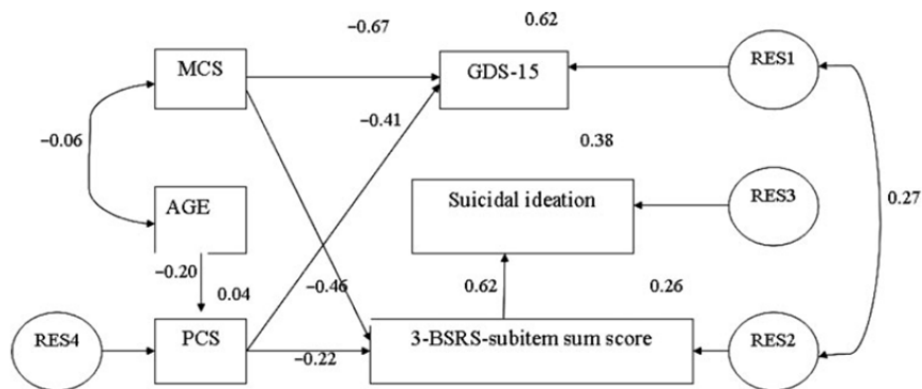 −0.67
0.62
MCS
GDS-15
RES1
−0.41
−0.06
0.38
AGE
Suicidal ideation
RES3
0.27
−0.20
0.04
−0.46
0.62
0.26
RES4
PCS
−0.22
3-BSRS-subitem sum score
RES2